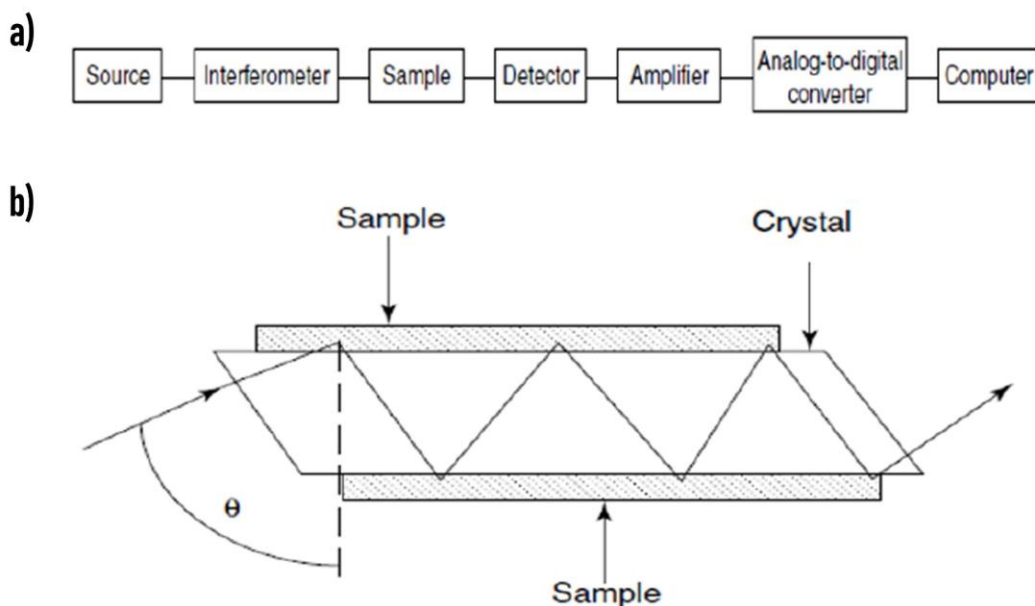 a)
Source
Interferometer
Sample
Detector
Amplifier
Analog-to-digital
converter
Computer
b)
Sample
Crystal
θ
Sample